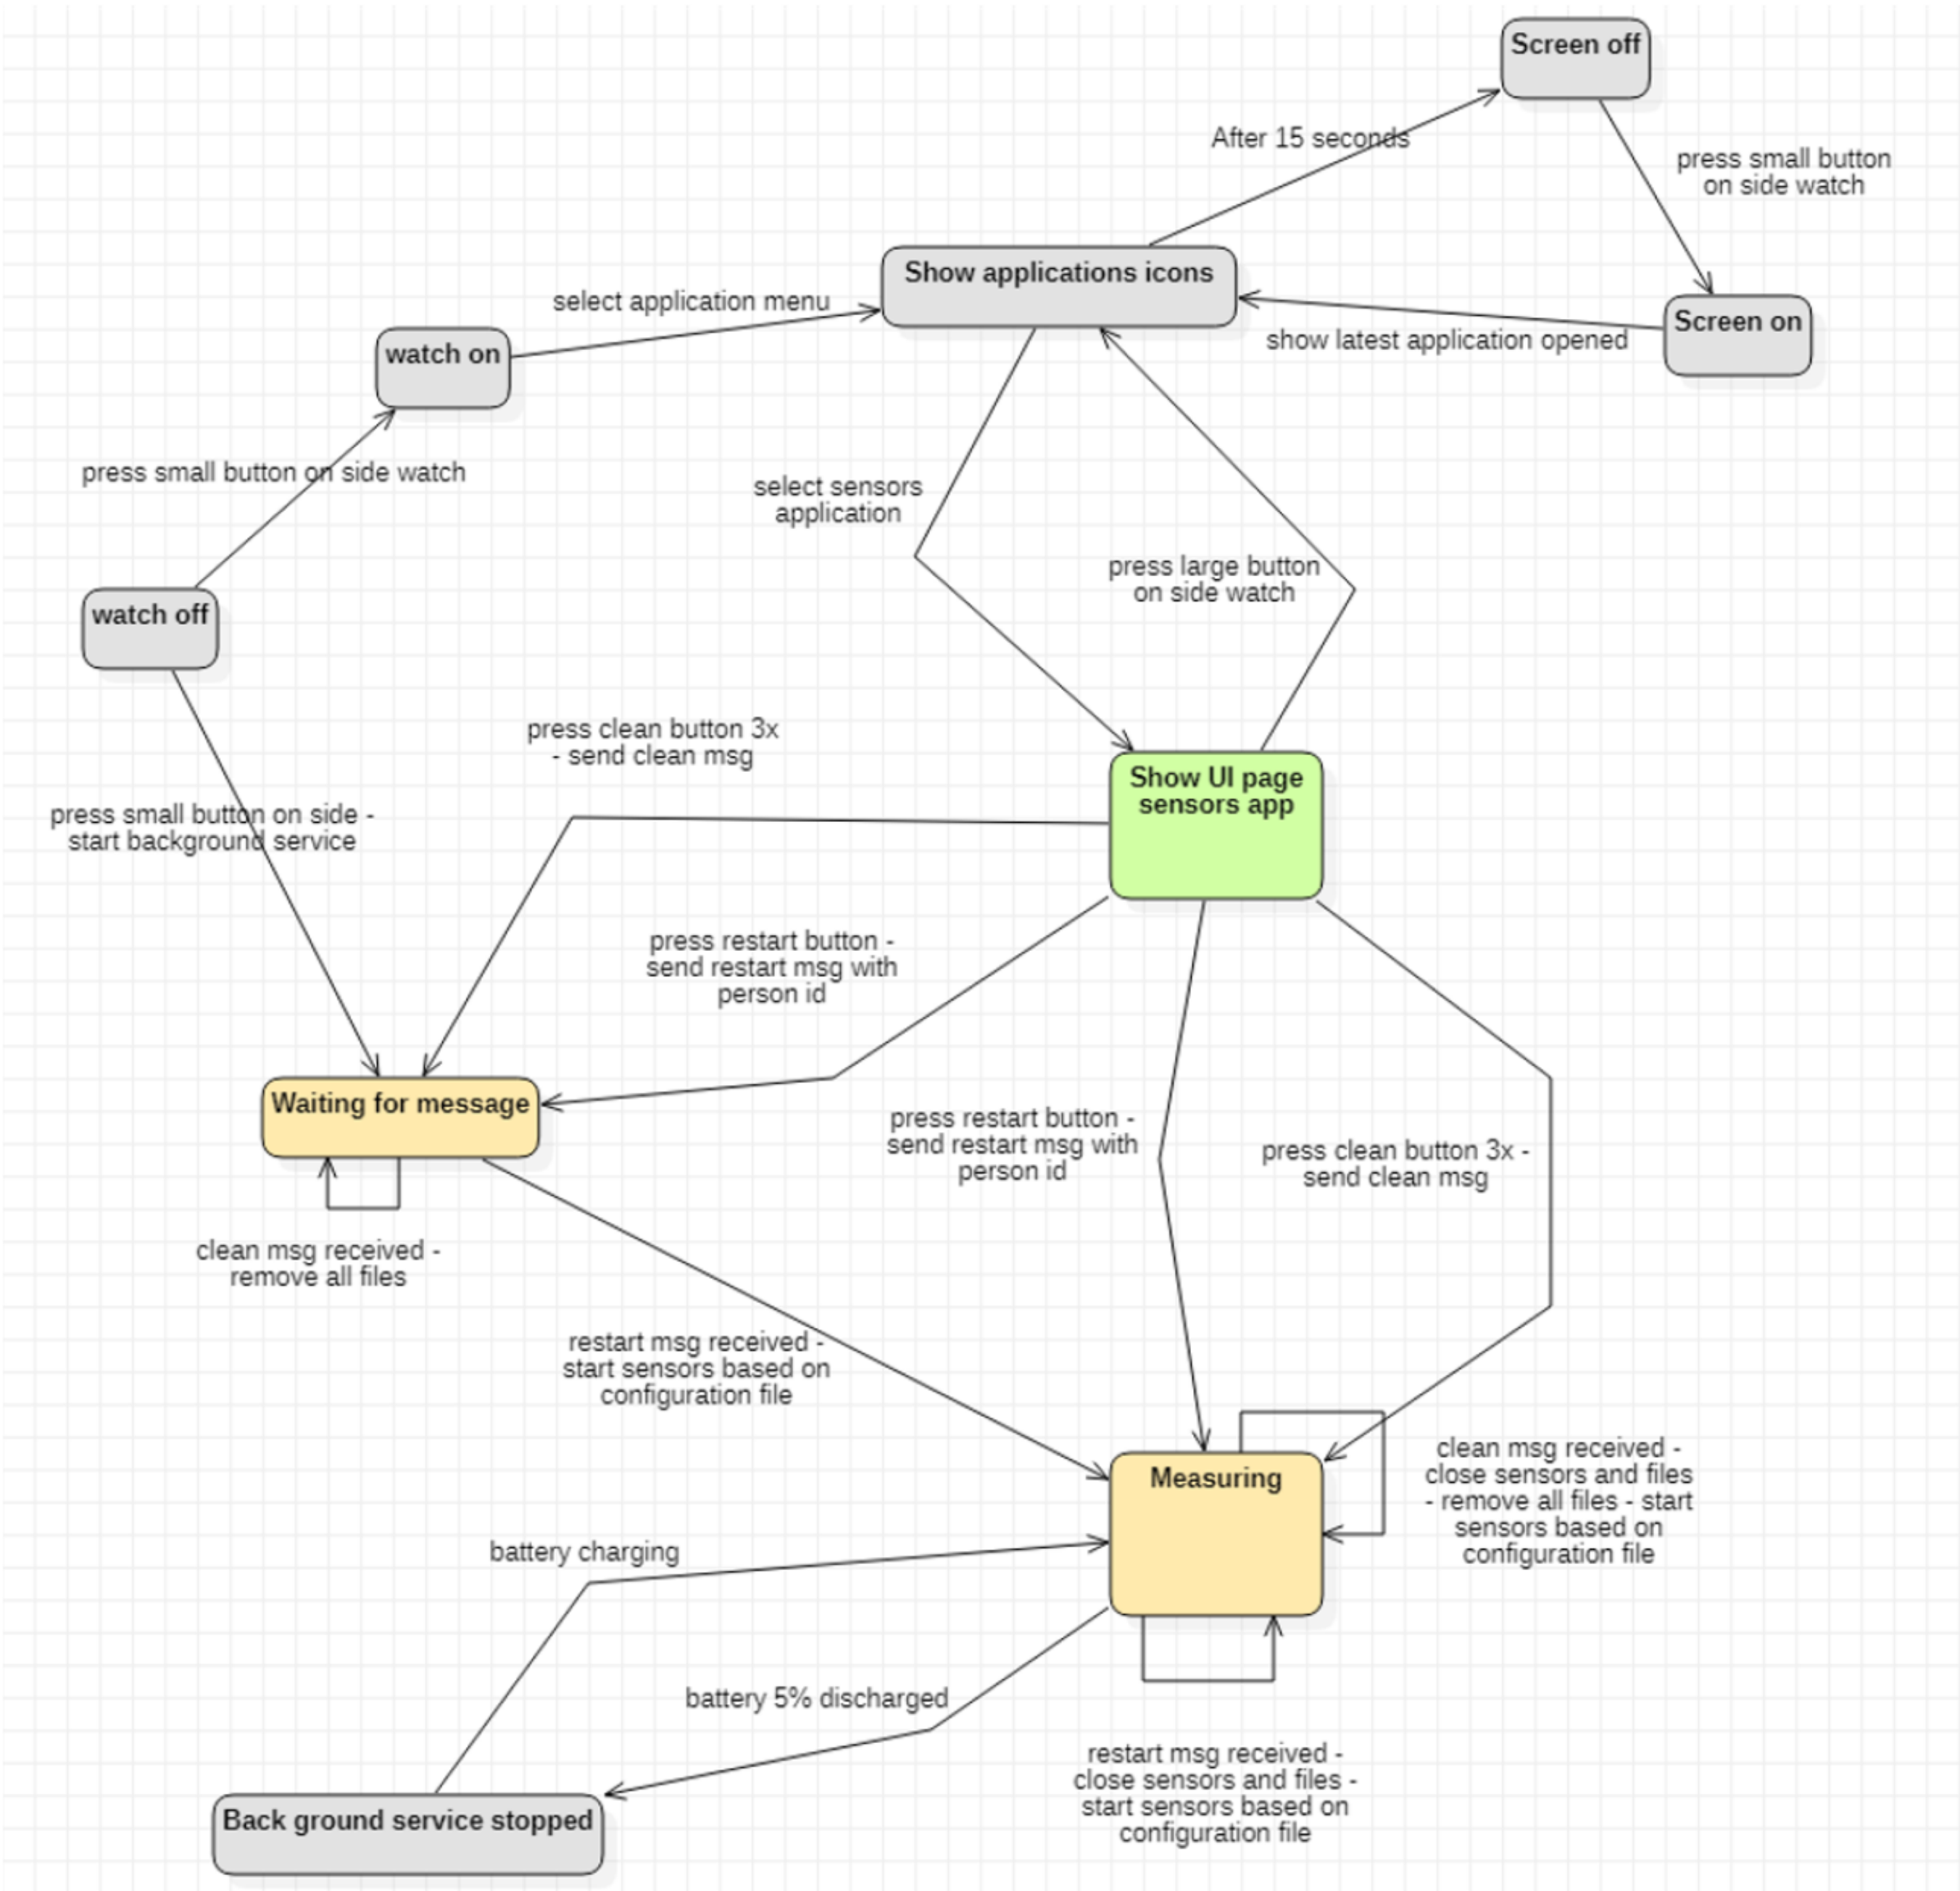 Screen off
After 15 seconds
press small button
on side watch
Show applications icons
select application menu
Screen on
show latest application opened
watch on
press small button on side watch
select sensors
application
press large button
on side watch
watch off
press clean button 3x
- send clean msg
Show UI page
sensors app
press small button on side -
start background service
press restart button -
send restart msg with
person id
Waiting for message
press restart button -
send restart msg with
person id
press clean button 3x -
send clean msg
clean msg received -
remove all files
restart msg received -
start sensors based on
configuration file
Measuring
clean msg received -
close sensors and files
- remove all files - start
sensors based on
configuration file
battery charging
battery 5% discharged
restart msg received -
close sensors and files -
start sensors based on
configuration file
Back ground service stopped